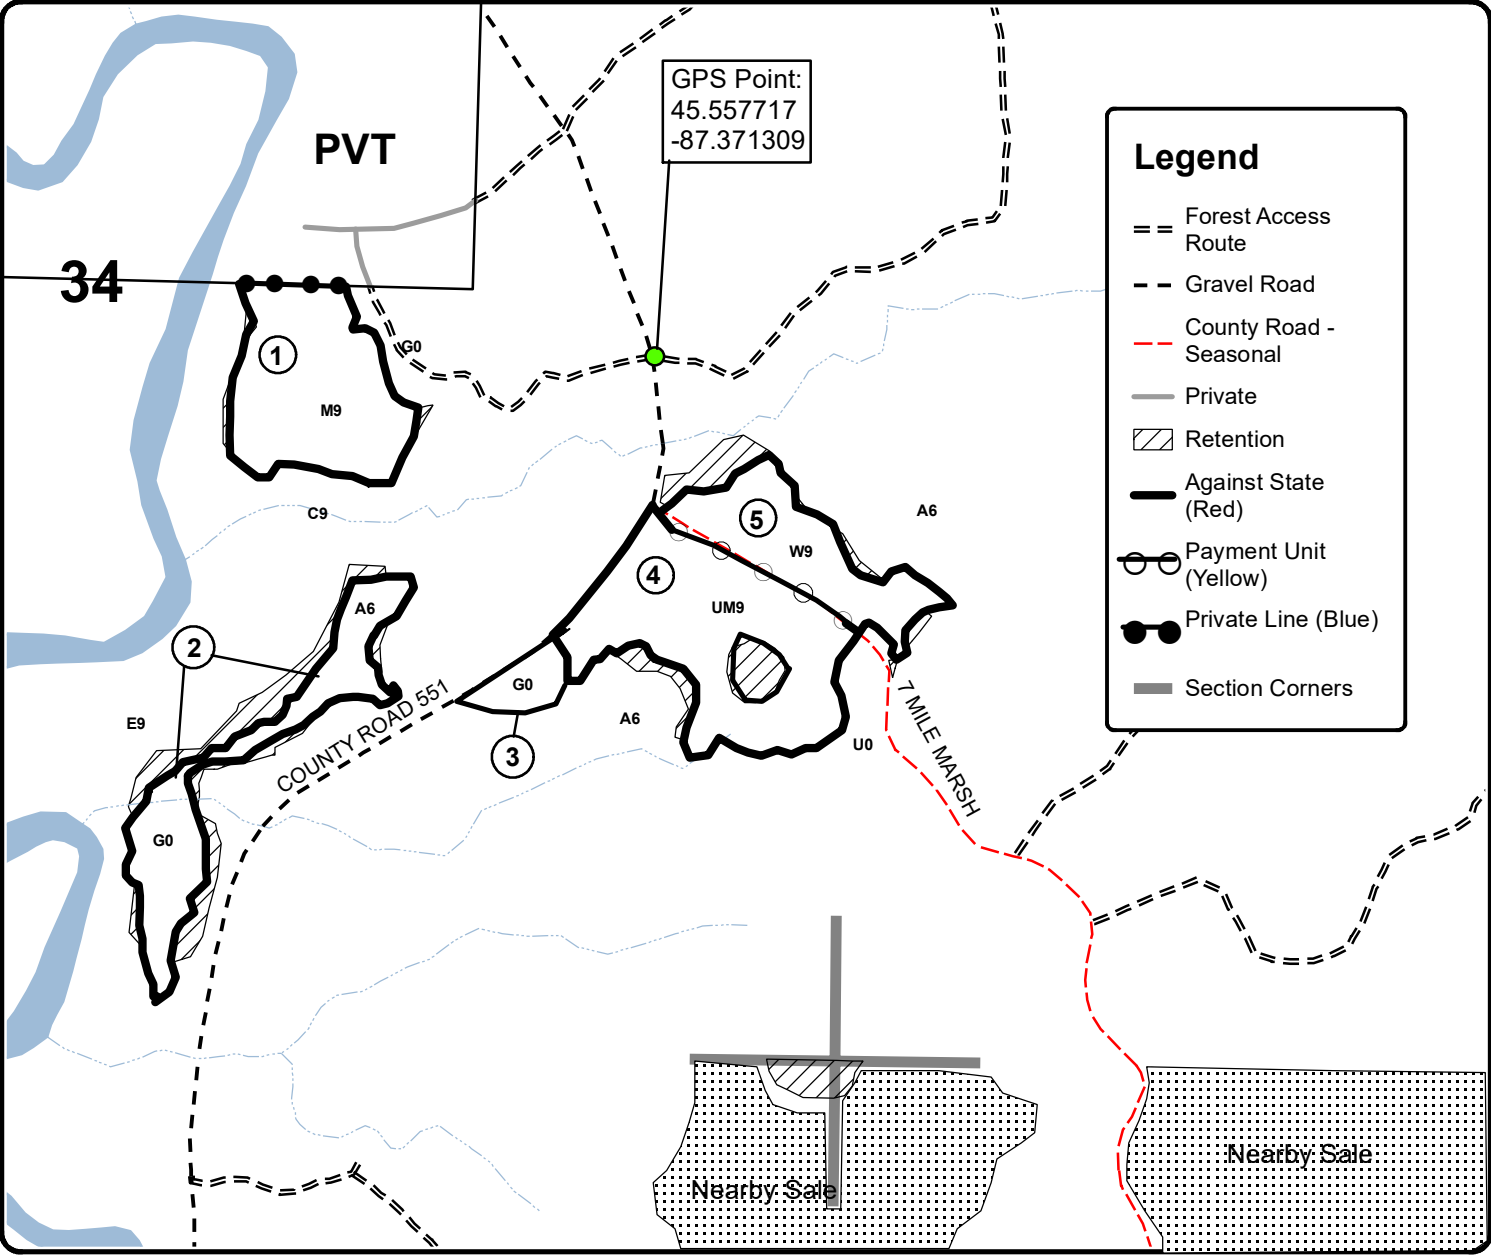 GPS Point:
45.557717
-87.371309
PVT
34
Legend
Forest Access
Route
Gravel Road
County Road -
Seasonal
Private
Retention
Against State
(Red)
Payment Unit
(Yellow)
Private Line (Blue)
Section Corners
G0
1
M9
C9
5
A6
W9
4
UM9
A6
2
G0
E9
COUNTY ROAD 551
3
A6
U0
7 MILE MARSH
G0
Nearby Sale
Nearby Sale